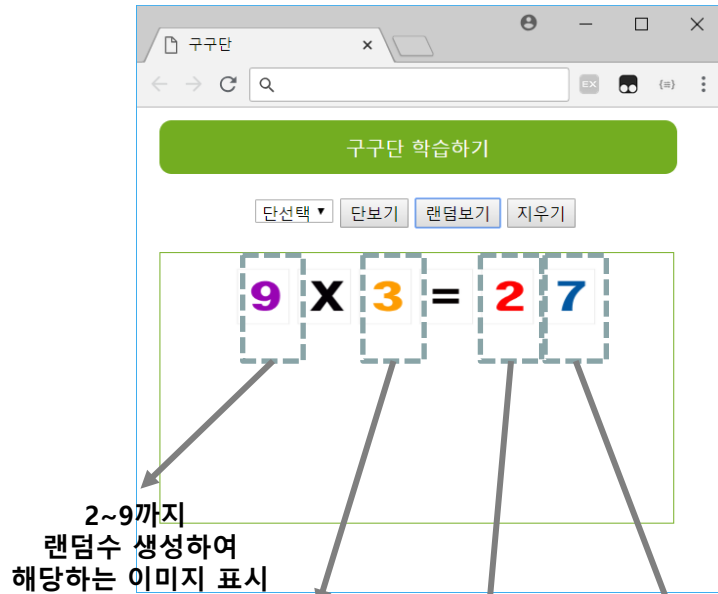 구구단
EX
{≡}
구구단 학습하기
단선택 단보기 랜덤보기 지우기
9 X 3 = 2 7
2~9까지
랜덤수 생성하여
해당하는 이미지 표시